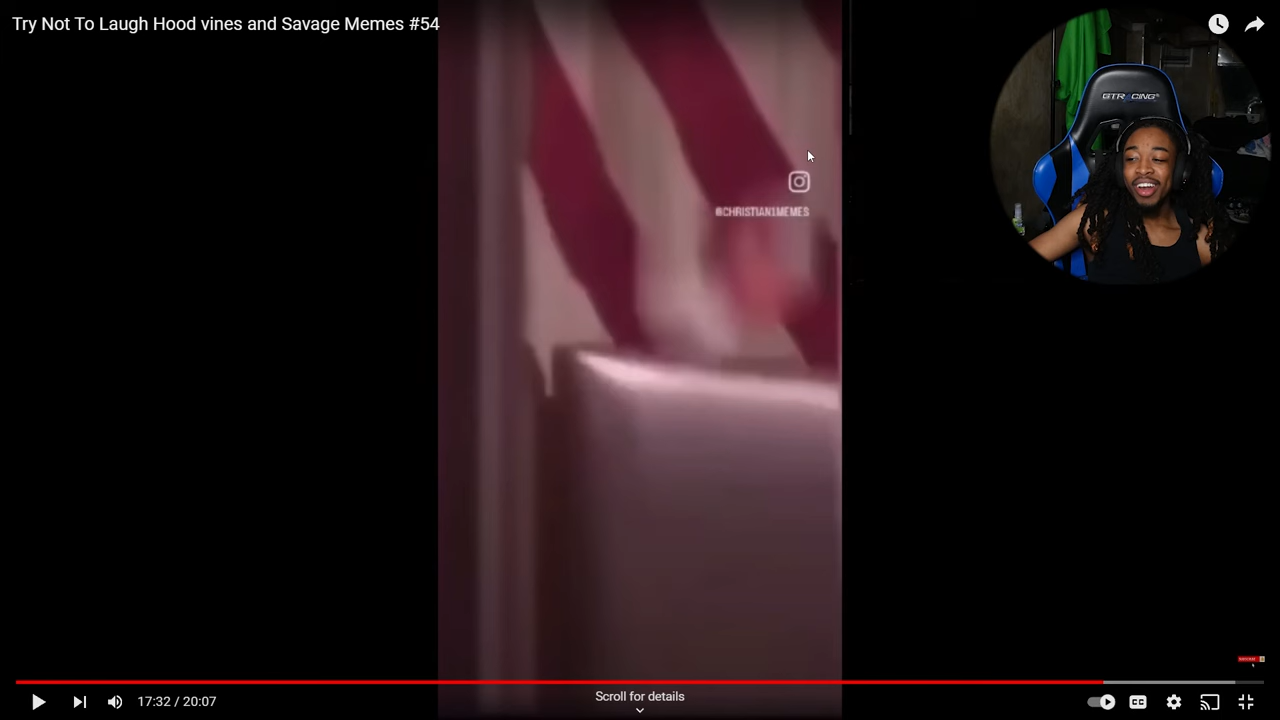 Try Not To Laugh Hood vines and Savage Memes #54
GTRACING
@CHRISTIAN1MEMES
17:32 / 20:07
Scroll for details
CC